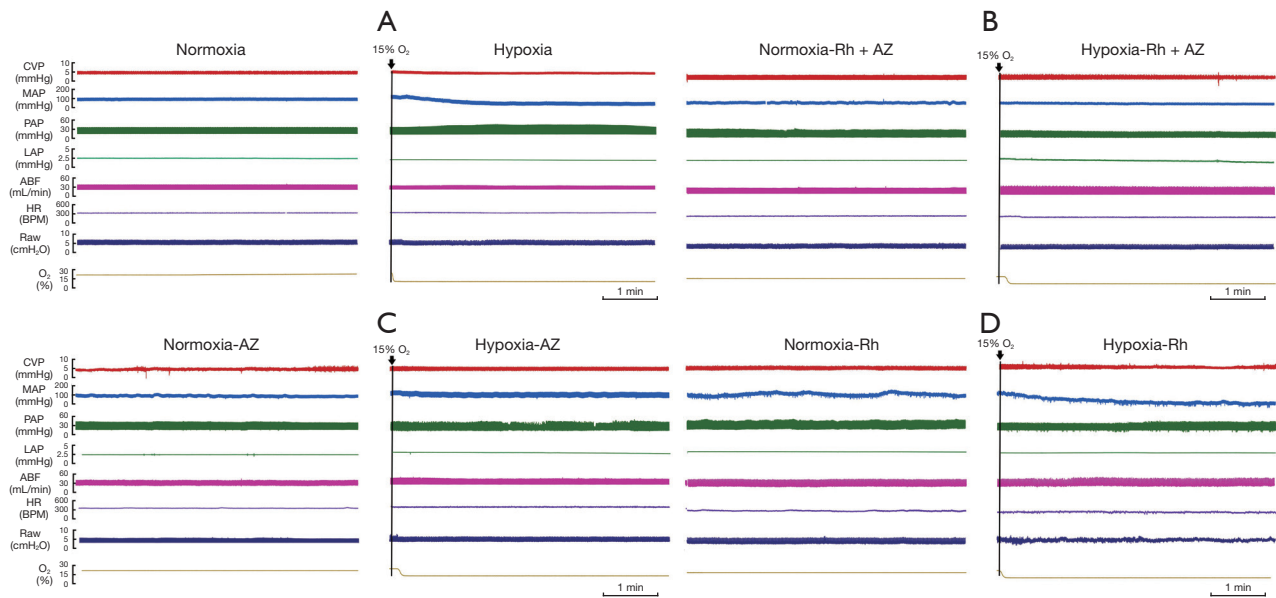 A
B
Normoxia
15% O₂
Hypoxia
Normoxia-Rh + AZ
15% O₂
Hypoxia-Rh + AZ
CVP
(mmHg)
10
5
0
MAP
(mmHg)
200
100
0
PAP
(mmHg)
60
30
0
LAP
(mmHg)
5
2.5
0
ABF
(mL/min)
60
30
0
HR
(BPM)
600
300
0
Raw
(cmH₂O)
10
5
0
O₂
(%)
30
15
0
1 min
1 min
C
D
Normoxia-AZ
15% O₂
Hypoxia-AZ
Normoxia-Rh
15% O₂
Hypoxia-Rh
CVP
(mmHg)
10
5
0
MAP
(mmHg)
200
100
0
PAP
(mmHg)
60
30
0
LAP
(mmHg)
5
2.5
0
ABF
(mL/min)
60
30
0
HR
(BPM)
600
300
0
Raw
(cmH₂O)
10
5
0
O₂
(%)
30
15
0
1 min
1 min